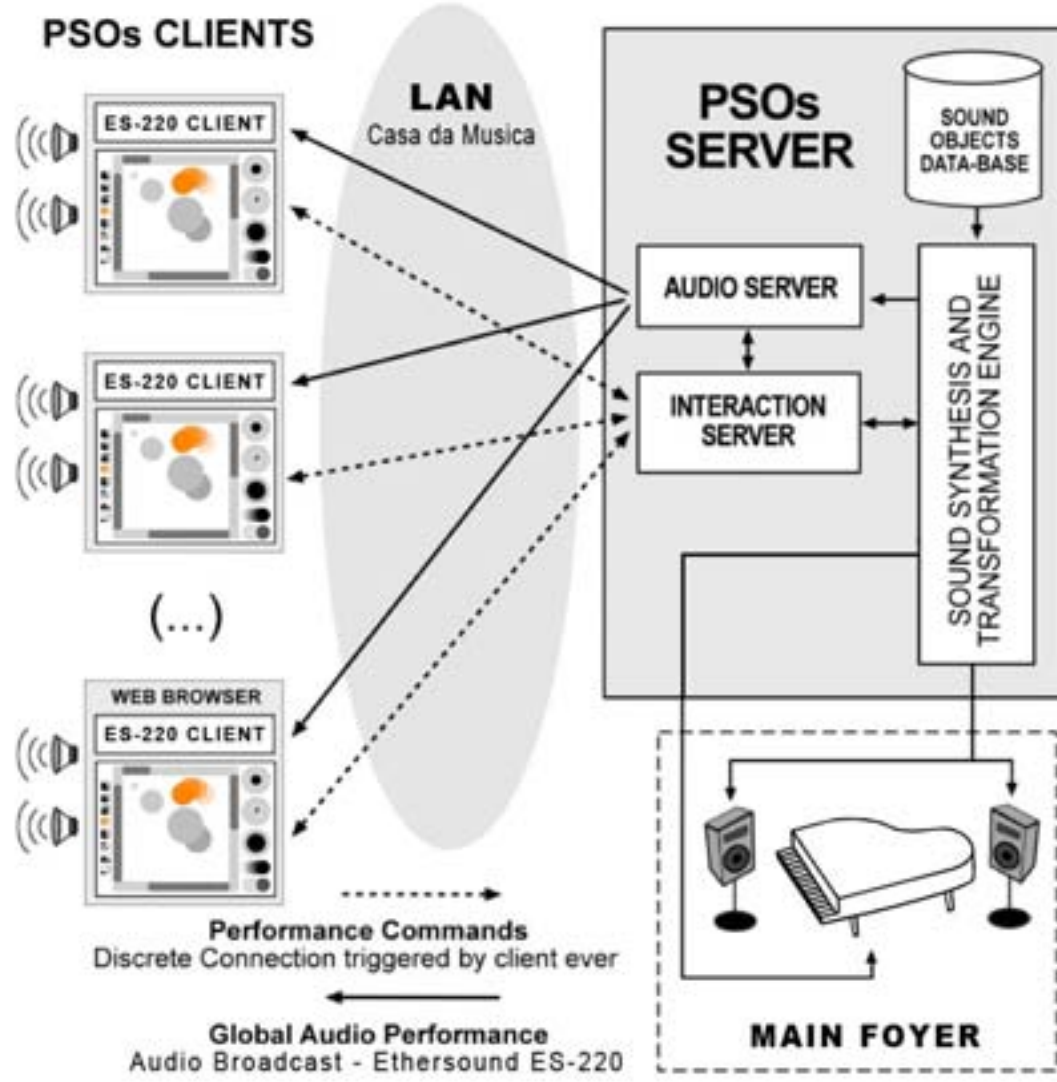 PSOs CLIENTS
ES-220 CLIENT
ES-220 CLIENT
(...)
WEB BROWSER
ES-220 CLIENT
LAN
Casa da Musica
PSOs
SERVER
SOUND
OBJECTS
DATA-BASE
AUDIO SERVER
INTERACTION
SERVER
SOUND SYNTHESIS AND
TRANSFORMATION ENGINE
Performance Commands
Discrete Connection triggered by client ever
Global Audio Performance
Audio Broadcast - Ethersound ES-220
MAIN FOYER